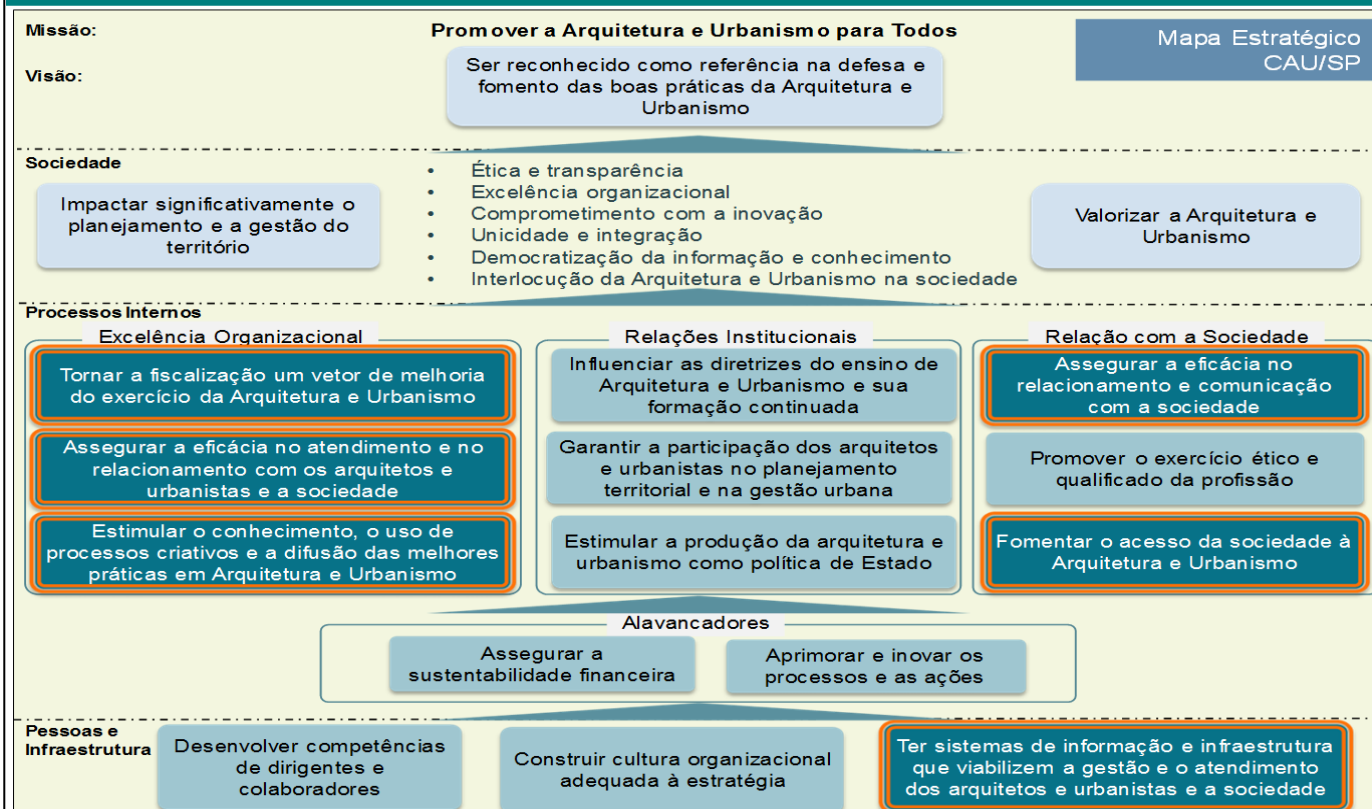 Missão:
Promover a Arquitetura e Urbanismo para Todos
Mapa Estratégico
CAU/SP
Visão:
Ser reconhecido como referência na defesa e
fomento das boas práticas da Arquitetura e
Urbanismo
Sociedade
Impactar significativamente o
planejamento e a gestão do
território
• Ética e transparência
• Excelência organizacional
• Comprometimento com a inovação
• Unicidade e integração
• Democratização da informação e conhecimento
• Interlocução da Arquitetura e Urbanismo na sociedade
Valorizar a Arquitetura e
Urbanismo
Processos Internos
Excelência Organizacional
Tornar a fiscalização um vetor de melhoria
do exercício da Arquitetura e Urbanismo
Assegurar a eficácia no atendimento e no
relacionamento com os arquitetos e
urbanistas e a sociedade
Estimular o conhecimento, o uso de
processos criativos e a difusão das melhores
práticas em Arquitetura e Urbanismo
Relações Institucionais
Influenciar as diretrizes do ensino de
Arquitetura e Urbanismo e sua
formação continuada
Garantir a participação dos arquitetos
e urbanistas no planejamento
territorial e na gestão urbana
Estimular a produção da arquitetura e
urbanismo como política de Estado
Relação com a Sociedade
Assegurar a eficácia no
relacionamento e comunicação
com a sociedade
Promover o exercício ético e
qualificado da profissão
Fomentar o acesso da sociedade à
Arquitetura e Urbanismo
Alavancadores
Assegurar a
sustentabilidade financeira
Aprimorar e inovar os
processos e as ações
Pessoas e
Infraestrutura
Desenvolver competências
de dirigentes e
colaboradores
Construir cultura organizacional
adequada à estratégia
Ter sistemas de informação e infraestrutura
que viabilizem a gestão e o atendimento
dos arquitetos e urbanistas e a sociedade